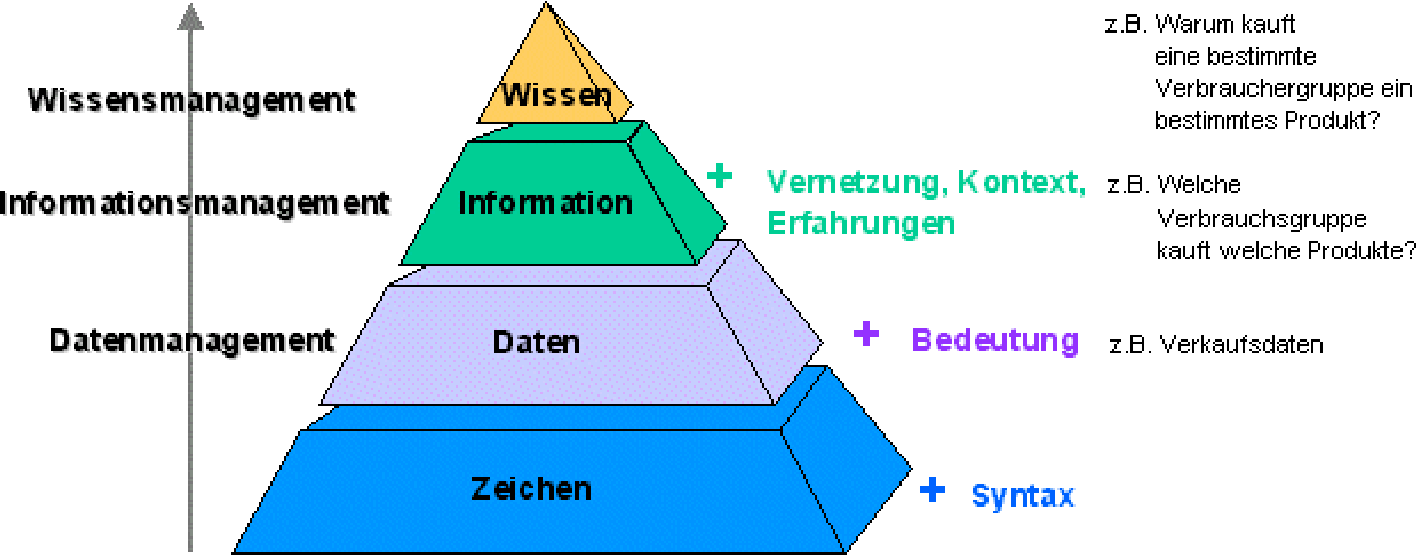 z.B. Warum kauft
eine bestimmte
Verbrauchergruppe ein
bestimmtes Produkt?
Wissensmanagement
Wissen
Informationsmanagement
Information
+ Vernetzung, Kontext,
Erfahrungen
z.B. Welche
Verbrauchsgruppe
kauft welche Produkte?
Datenmanagement
Daten
+ Bedeutung
z.B. Verkaufsdaten
Zeichen
+ Syntax